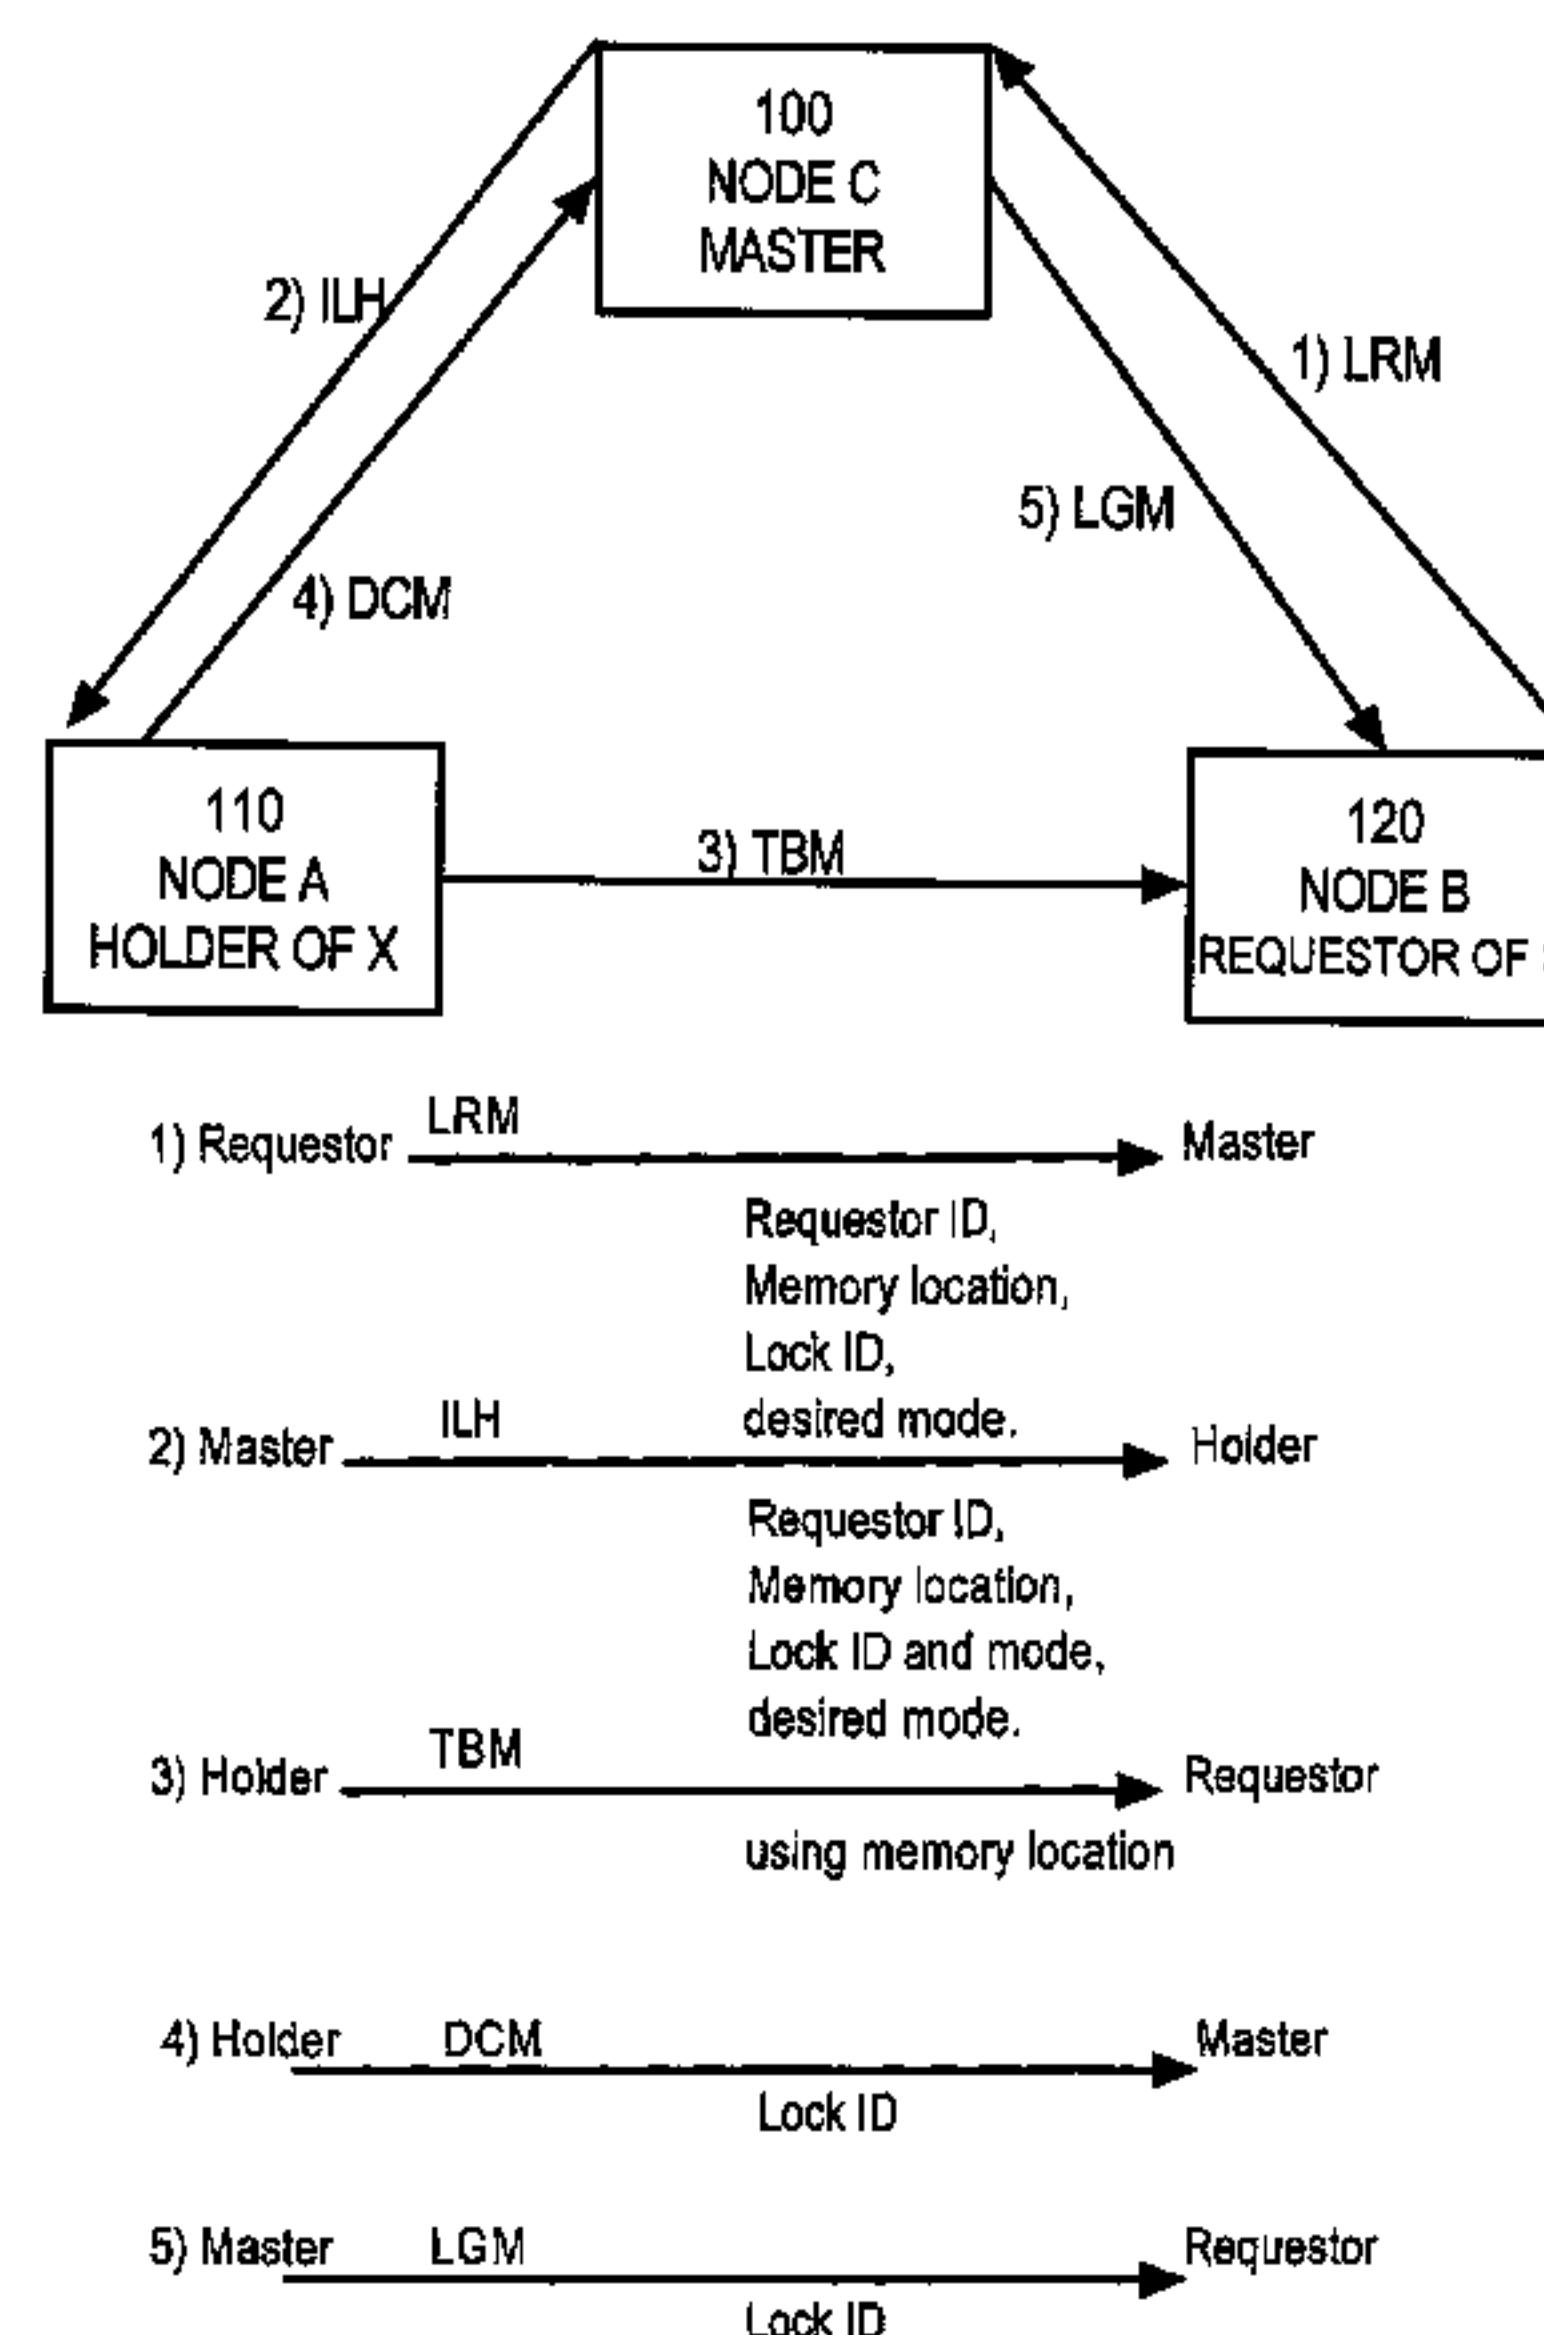 100
NODE C
MASTER
2) ILH
1) LRM
5) LGM
4) DCM
110
NODE A
HOLDER OF X
3) TBM
120
NODE B
REQUESTOR OF
1) Requestor LRM Master
Requestor ID,
Memory location,
Lock ID,
desired mode.
2) Master ILH Holder
Requestor ID,
Memory location,
Lock ID and mode,
desired mode.
3) Holder TBM Requestor
using memory location
4) Holder DCM Master
Lock ID
5) Master LGM Requestor
Lock ID